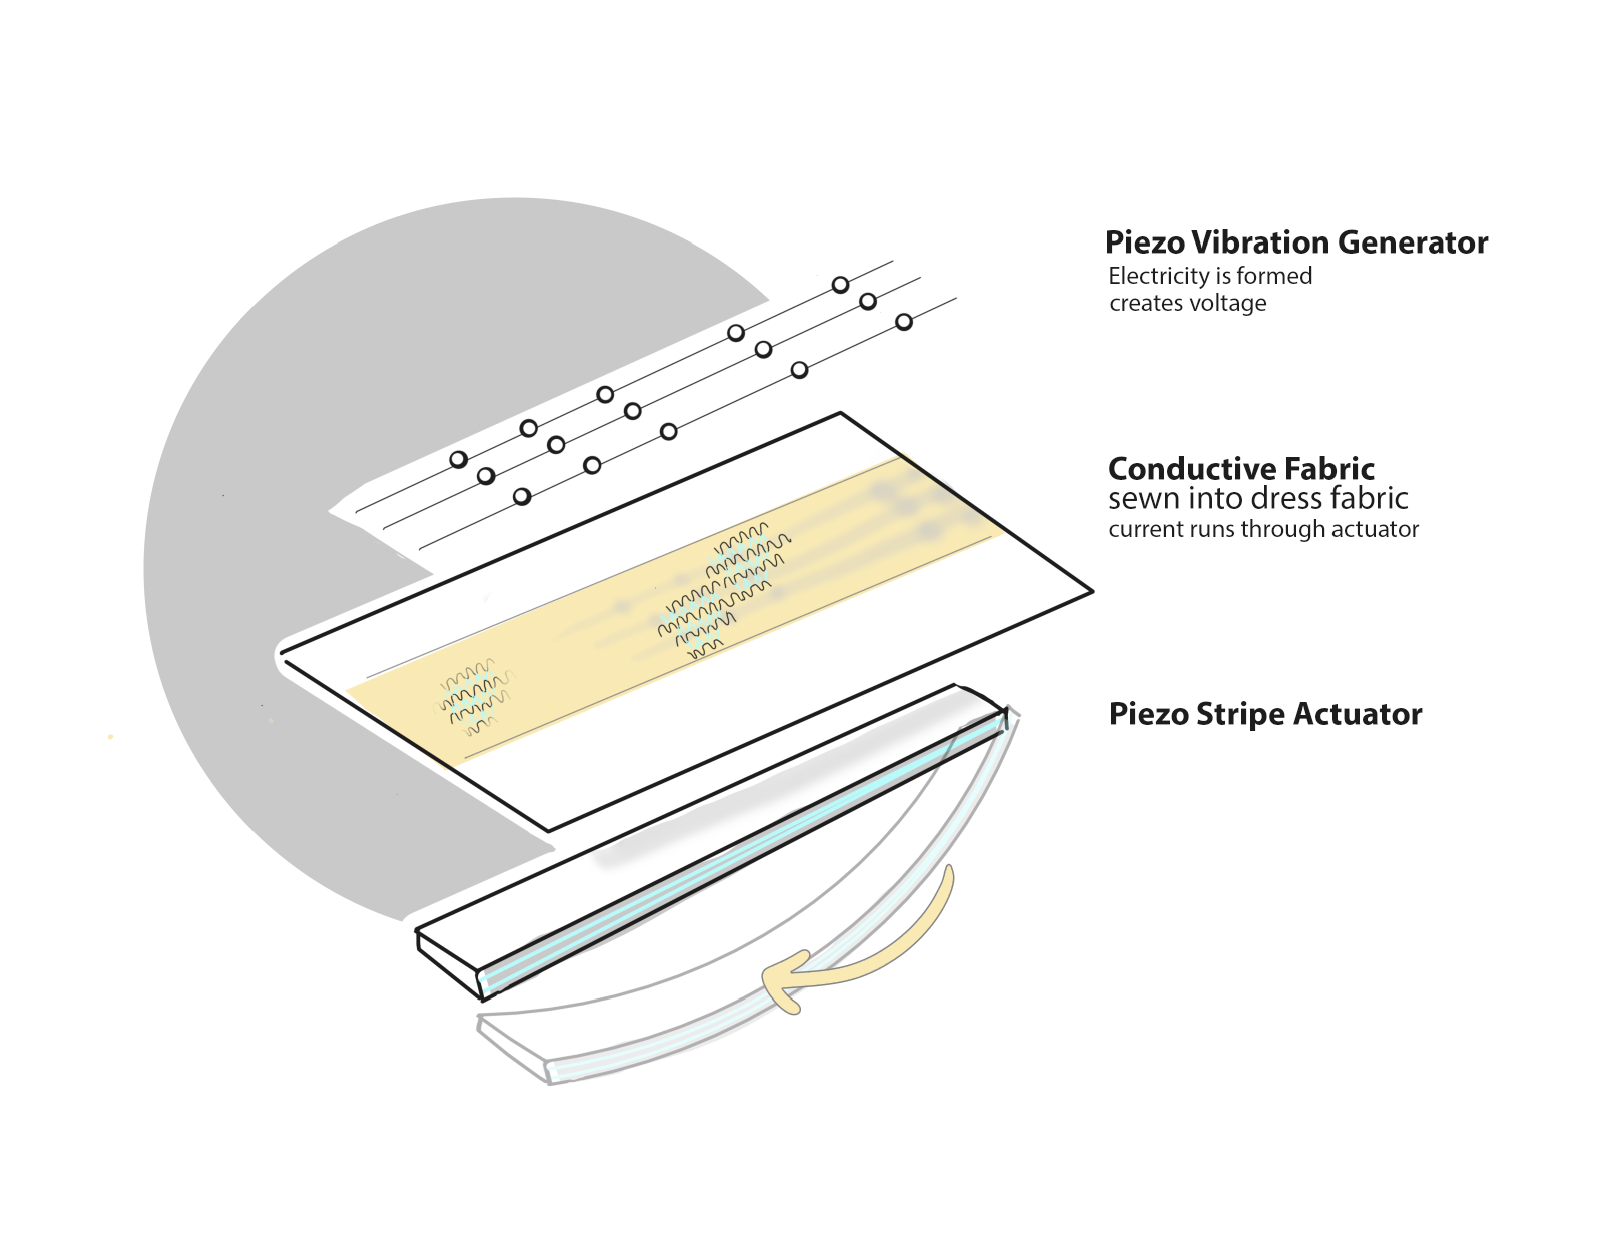 Piezo Vibration Generator
Electricity is formed
creates voltage
Conductive Fabric
sewn into dress fabric
current runs through actuator
Piezo Stripe Actuator